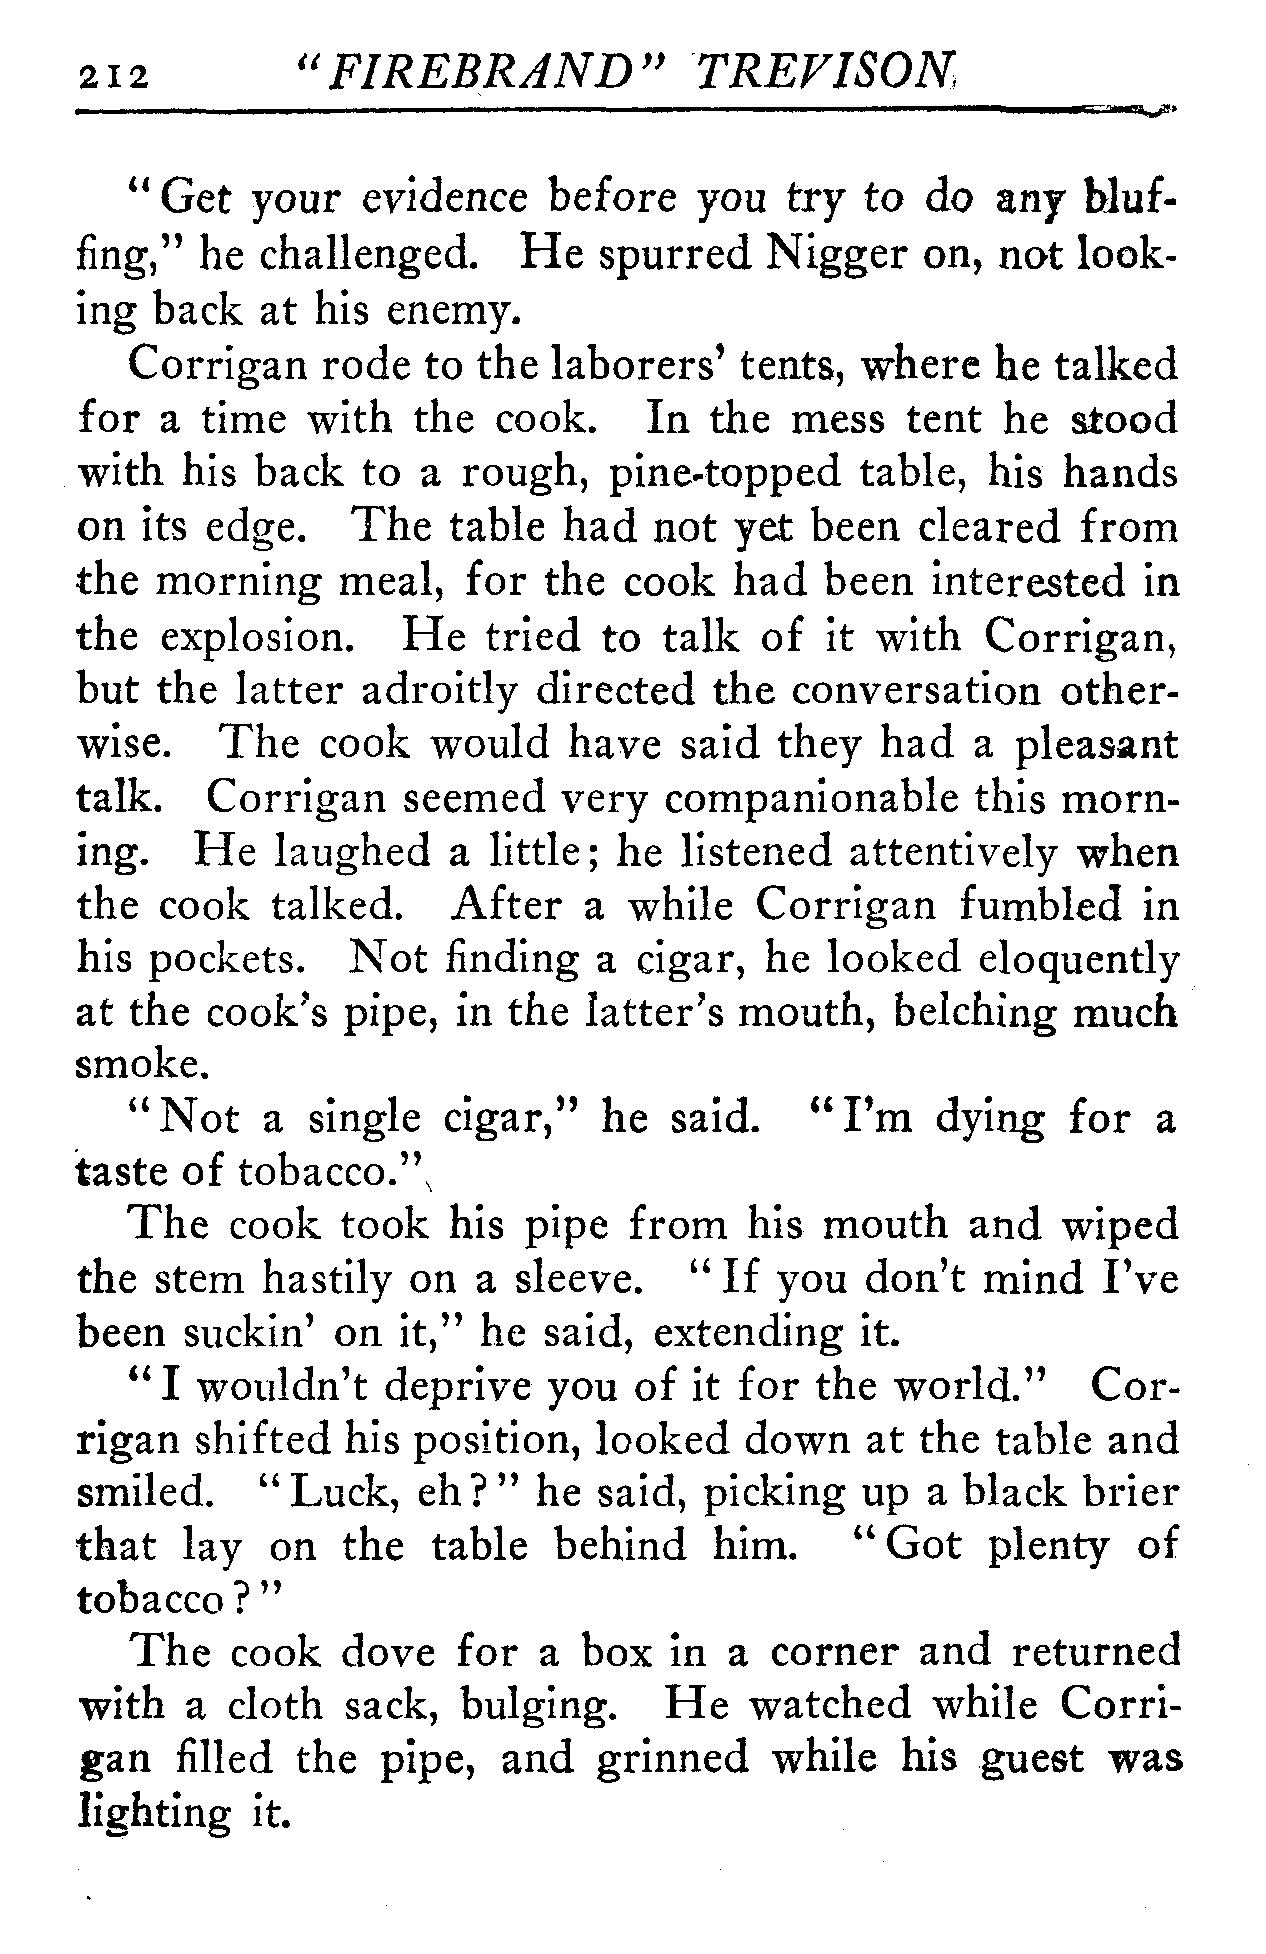 212 "FIREBRAND" TREVISON
"Get your evidence before you try to do any bluf-
fing," he challenged. He spurred Nigger on, not look-
ing back at his enemy.
Corrigan rode to the laborers' tents, where he talked
for a time with the cook. In the mess tent he stood
with his back to a rough, pine-topped table, his hands
on its edge. The table had not yet been cleared from
the morning meal, for the cook had been interested in
the explosion. He tried to talk of it with Corrigan,
but the latter adroitly directed the conversation other-
wise. The cook would have said they had a pleasant
talk. Corrigan seemed very companionable this morn-
ing. He laughed a little; he listened attentively when
the cook talked. After a while Corrigan fumbled in
his pockets. Not finding a cigar, he looked eloquently
at the cook's pipe, in the latter's mouth, belching much
smoke.
"Not a single cigar," he said. "I'm dying for a
taste of tobacco."
The cook took his pipe from his mouth and wiped
the stem hastily on a sleeve. "If you don't mind I've
been suckin' on it," he said, extending it.
"I wouldn't deprive you of it for the world." Cor-
rigan shifted his position, looked down at the table and
smiled. "Luck, eh?" he said, picking up a black brier
that lay on the table behind him. "Got plenty of
tobacco?"
The cook dove for a box in a corner and returned
with a cloth sack, bulging. He watched while Corri-
gan filled the pipe, and grinned while his guest was
lighting it.